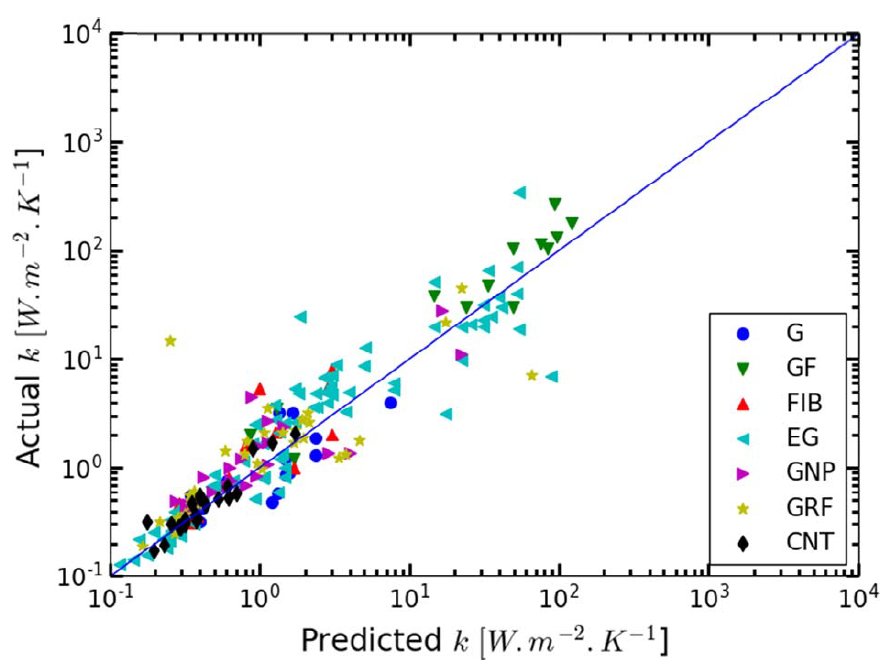 10^4
10^3
10^2
10^1
10^0
10^-1
Actual k [W.m^-2.K^-1]
10^-1 10^0 10^1 10^2 10^3 10^4
Predicted k [W.m^-2.K^-1]
G
GF
FIB
EG
GNP
GRF
CNT